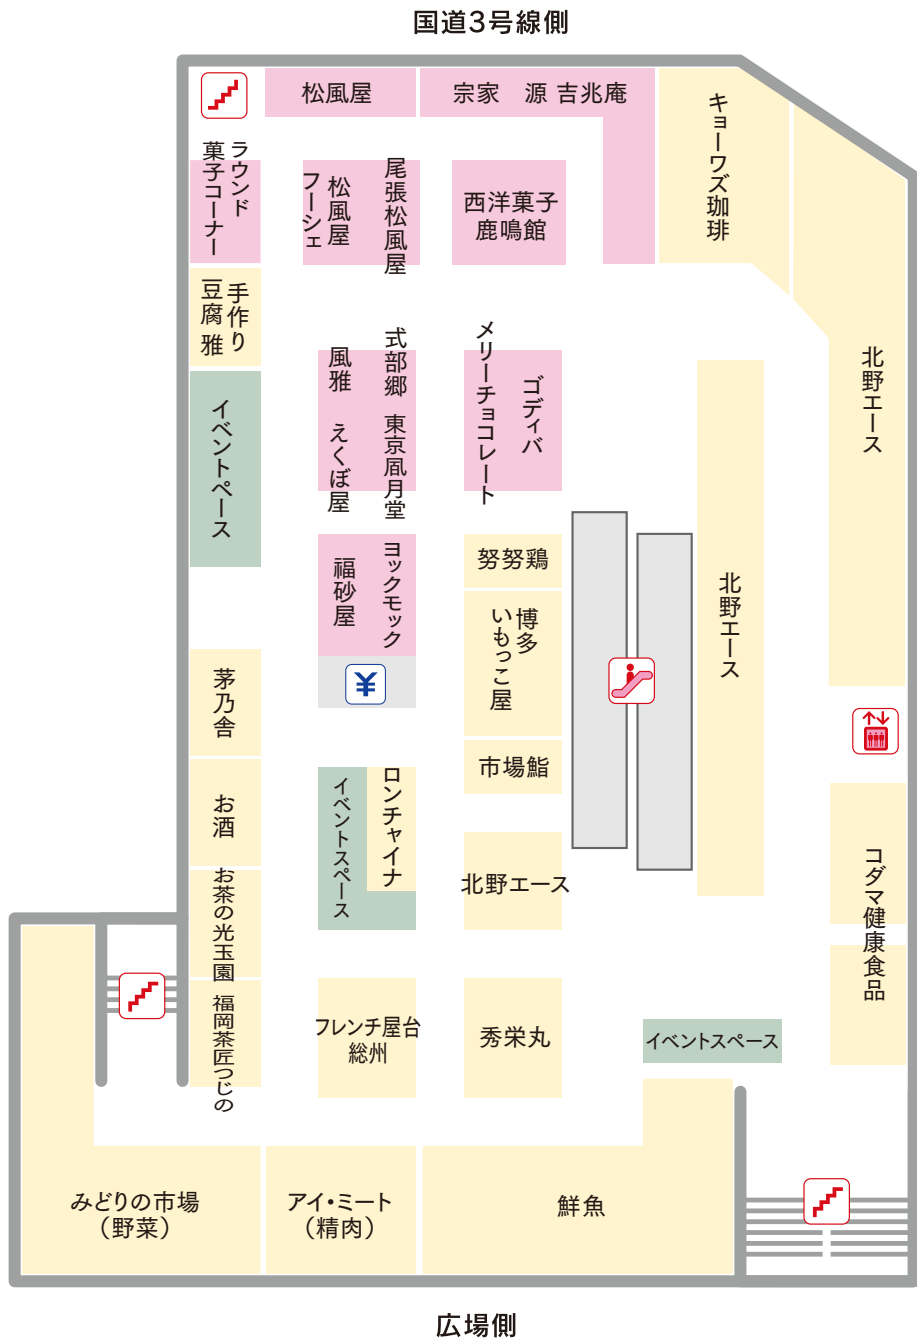 国道3号線側
松風屋
宗家 源 吉兆庵
キョーワズ珈琲
ラウンド
菓子コーナー
松風屋
フーシェ
尾張松風屋
西洋菓子
鹿鳴館
手作り
豆腐 雅
北野エース
イベントペース
式部郷 東京凮月堂
風雅 えくぼ屋
メリーチョコレート
ゴディバ
ヨックモック
福砂屋
¥
努努鶏
博多
いもっこ屋
北野エース
茅乃舎
市場鮨
お酒
イベントスペース
ロンチャイナ
北野エース
コダマ健康食品
お茶の光玉園
福岡茶匠つじの
フレンチ屋台
総州
秀栄丸
イベントスペース
みどりの市場
（野菜）
アイ・ミート
（精肉）
鮮魚
広場側